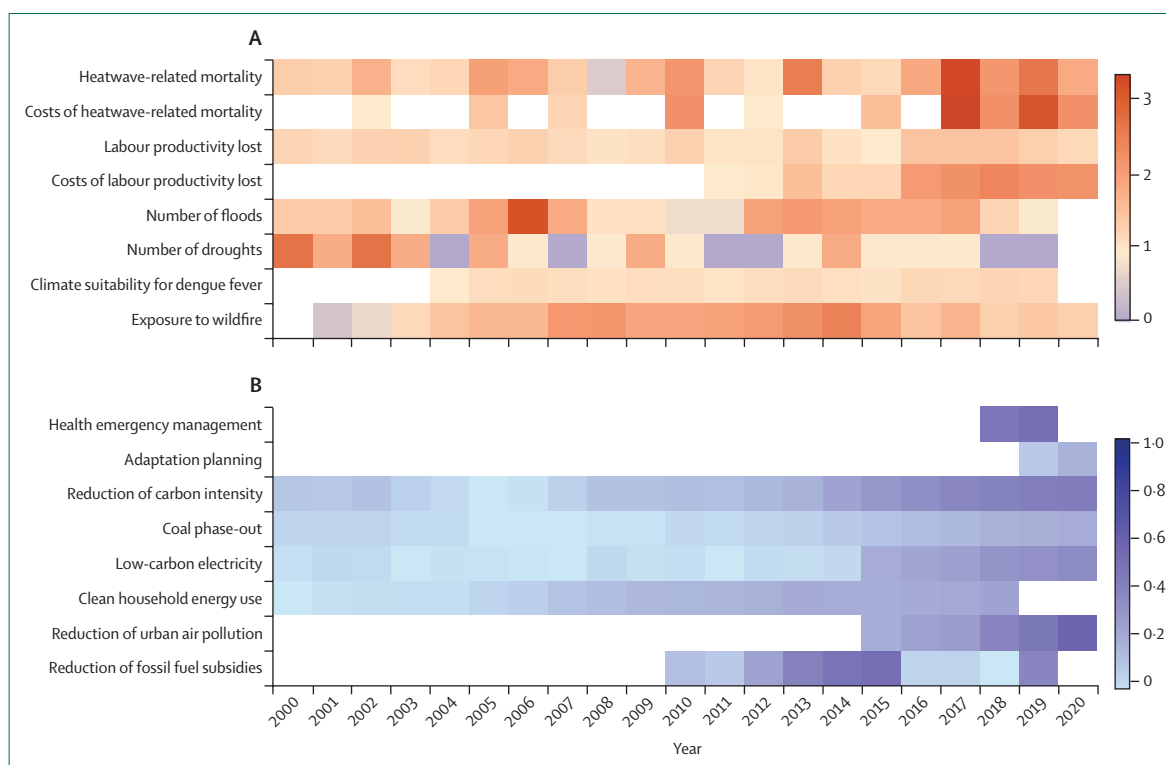 A
Heatwave-related mortality
Costs of heatwave-related mortality
Labour productivity lost
Costs of labour productivity lost
Number of floods
Number of droughts
Climate suitability for dengue fever
Exposure to wildfire
3
2
1
0
B
Health emergency management
Adaptation planning
Reduction of carbon intensity
Coal phase-out
Low-carbon electricity
Clean household energy use
Reduction of urban air pollution
Reduction of fossil fuel subsidies
1·0
0·8
0·6
0·4
0·2
0
2000 2001 2002 2003 2004 2005 2006 2007 2008 2009 2010 2011 2012 2013 2014 2015 2016 2017 2018 2019 2020
Year